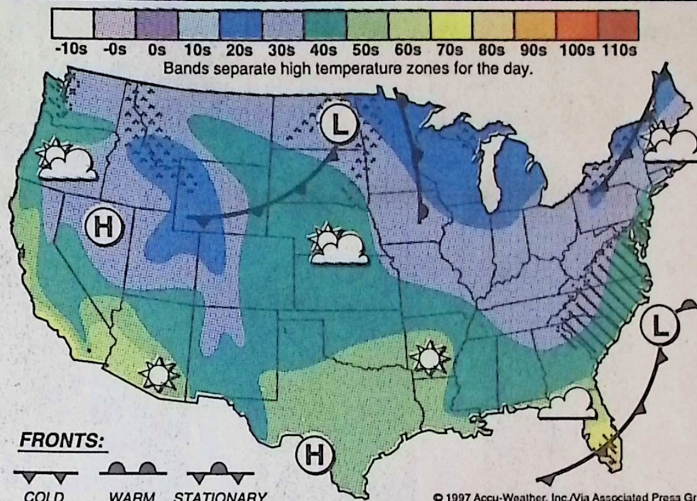 -10s -0s 0s 10s 20s 30s 40s 50s 60s 70s 80s 90s 100s 110s
Bands separate high temperature zones for the day.
L
H
L
H
FRONTS:
COLD WARM STATIONARY
© 1997 Accu-Weather, Inc./Via Associated Press